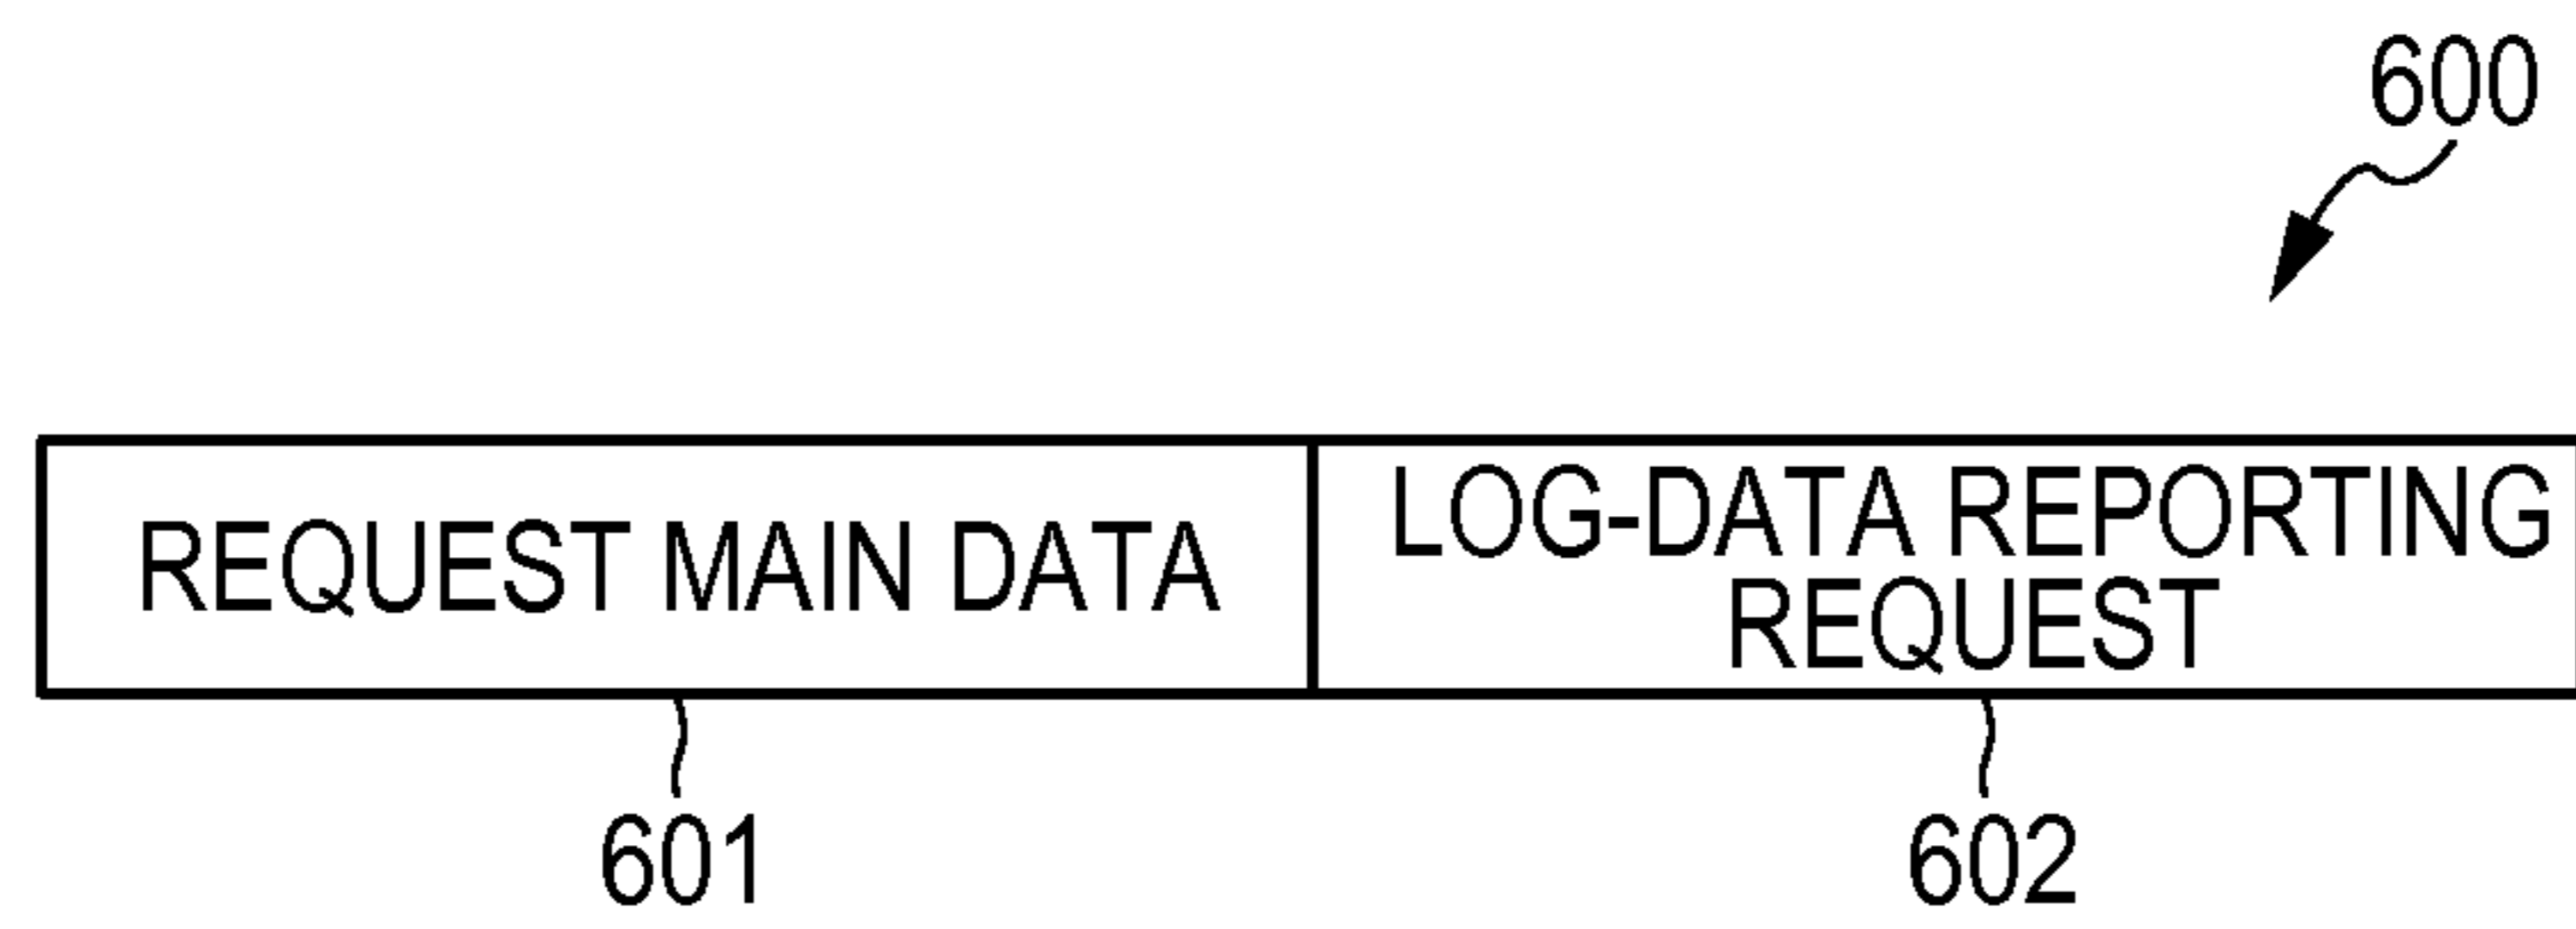 600
REQUEST MAIN DATA
LOG-DATA REPORTING
REQUEST
601
602